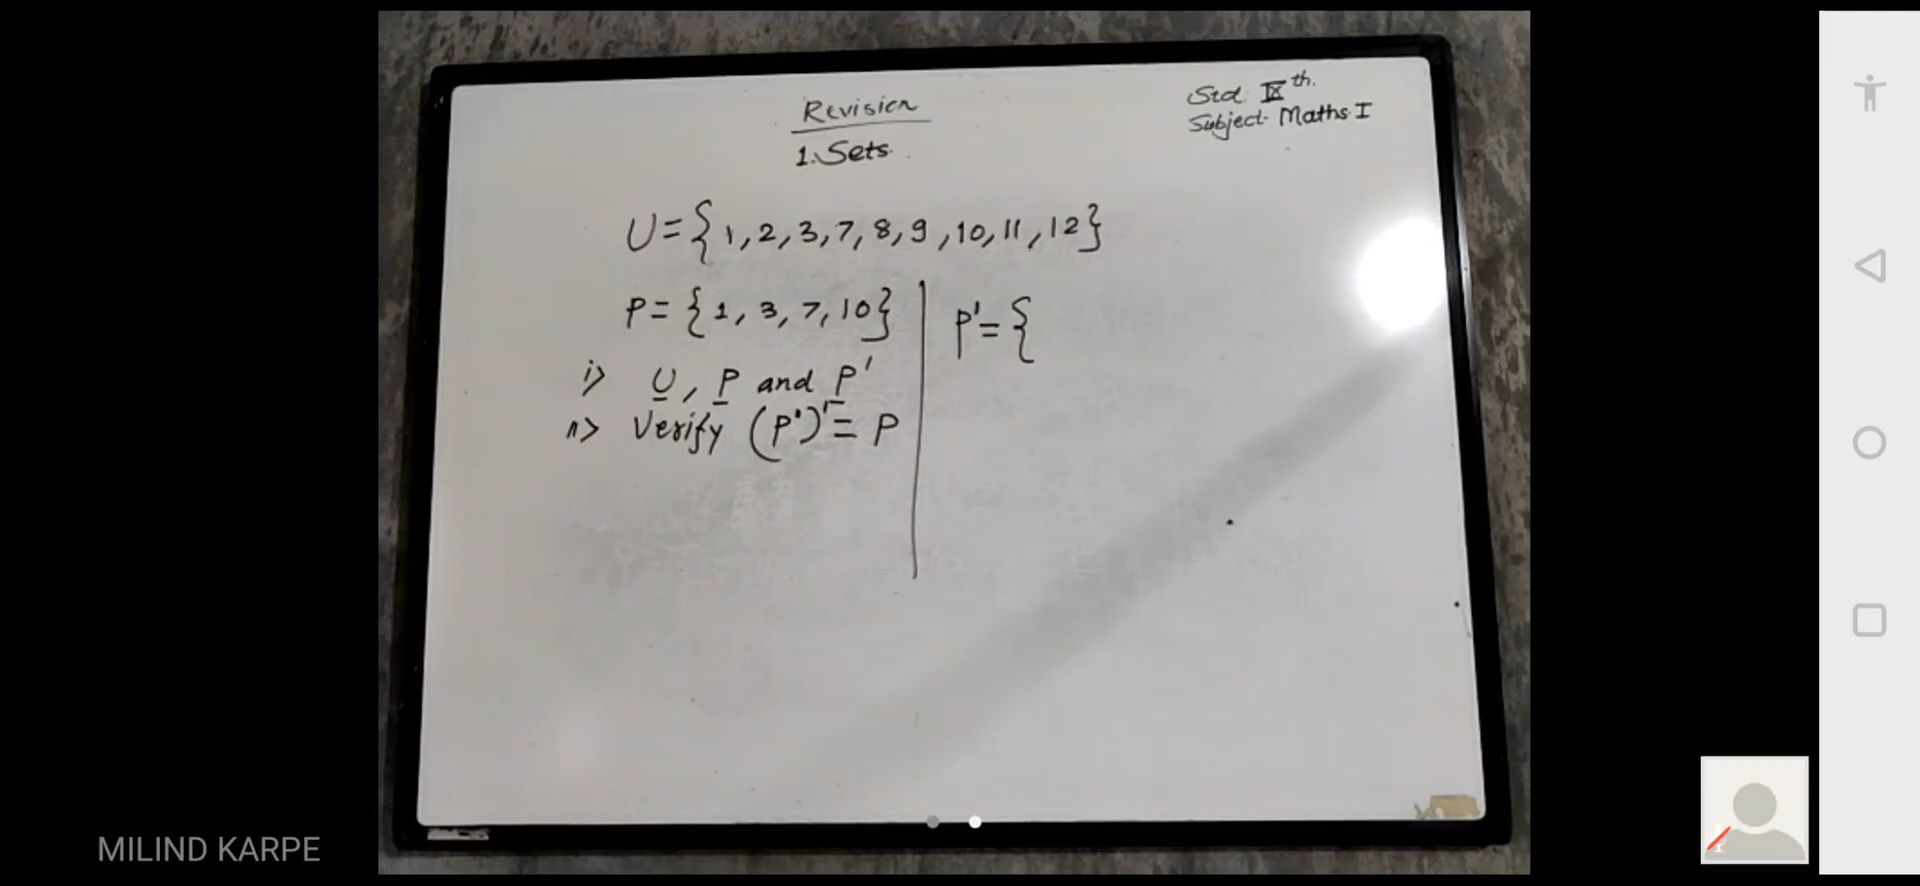 Revision
1. Sets.
Std IXth.
Subject- Maths-I
U = { 1, 2, 3, 7, 8, 9, 10, 11, 12}
P = { 1, 3, 7, 10}
P' = {
i> U, P and P'
ii> Verify (P')' = P
MILIND KARPE